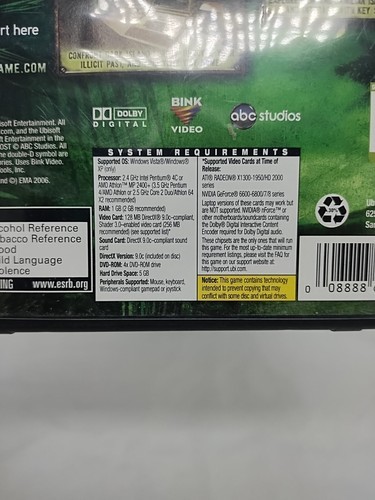 rt here
CONFRO
ILLICIT PAST,
KEY
AME.COM
soft Entertainment. All
.com, and the Ubisoft
ft Entertainment in the
OST © ABC Studios. All
e double-D symbol are
ries. Uses Bink Video.
ools, Inc.
and ©) EMA 2006.
DOLBY
DIGITAL
BINK
VIDEO
abc studios
SYSTEM REQUIREMENTS
Supported OS: Windows Vista®/Windows®
XP (only)
Processor: 2.4 GHz Intel Pentium® 4C or
AMD Athlon™ MP 2400+ (3.5 GHz Pentium
4/AMD Athlon or 2.5 GHz Core 2 Duo/Athlon 64
X2 recommended)
RAM: 1 GB (2 GB recommended)
Video Card: 128 MB DirectX® 9.0c-compliant,
Shader 3.0-enabled video card (256 MB
recommended) (see supported list)*
Sound Card: DirectX 9.0c-compliant sound
card
DirectX Version: 9.0c (included on disc)
DVD-ROM: 4x DVD-ROM drive
Hard Drive Space: 5 GB
Peripherals Supported: Mouse, keyboard,
Windows-compliant gamepad or joystick
*Supported Video Cards at Time of
Release:
ATI® RADEON® X1300-1950/HD 2000
series
NVIDIA GeForce® 6600-6800/7/8 series
Laptop versions of these cards may work but
are NOT supported. NVIDIA® nForce™ or
other motherboards/soundcards containing
the Dolby® Digital Interactive Content
Encoder required for Dolby Digital audio.
These chipsets are the only ones that will run
this game. For the most up-to-date minimum
requirement listings, please visit the FAQ for
this game on our support website at:
http://support.ubi.com.
Notice: This game contains technology
intended to prevent copying that may
conflict with some disc and virtual drives.
cohol Reference
bacco Reference
ood
ild Language
olence
ING www.esrb.org
Ubi
625
San
0 08888